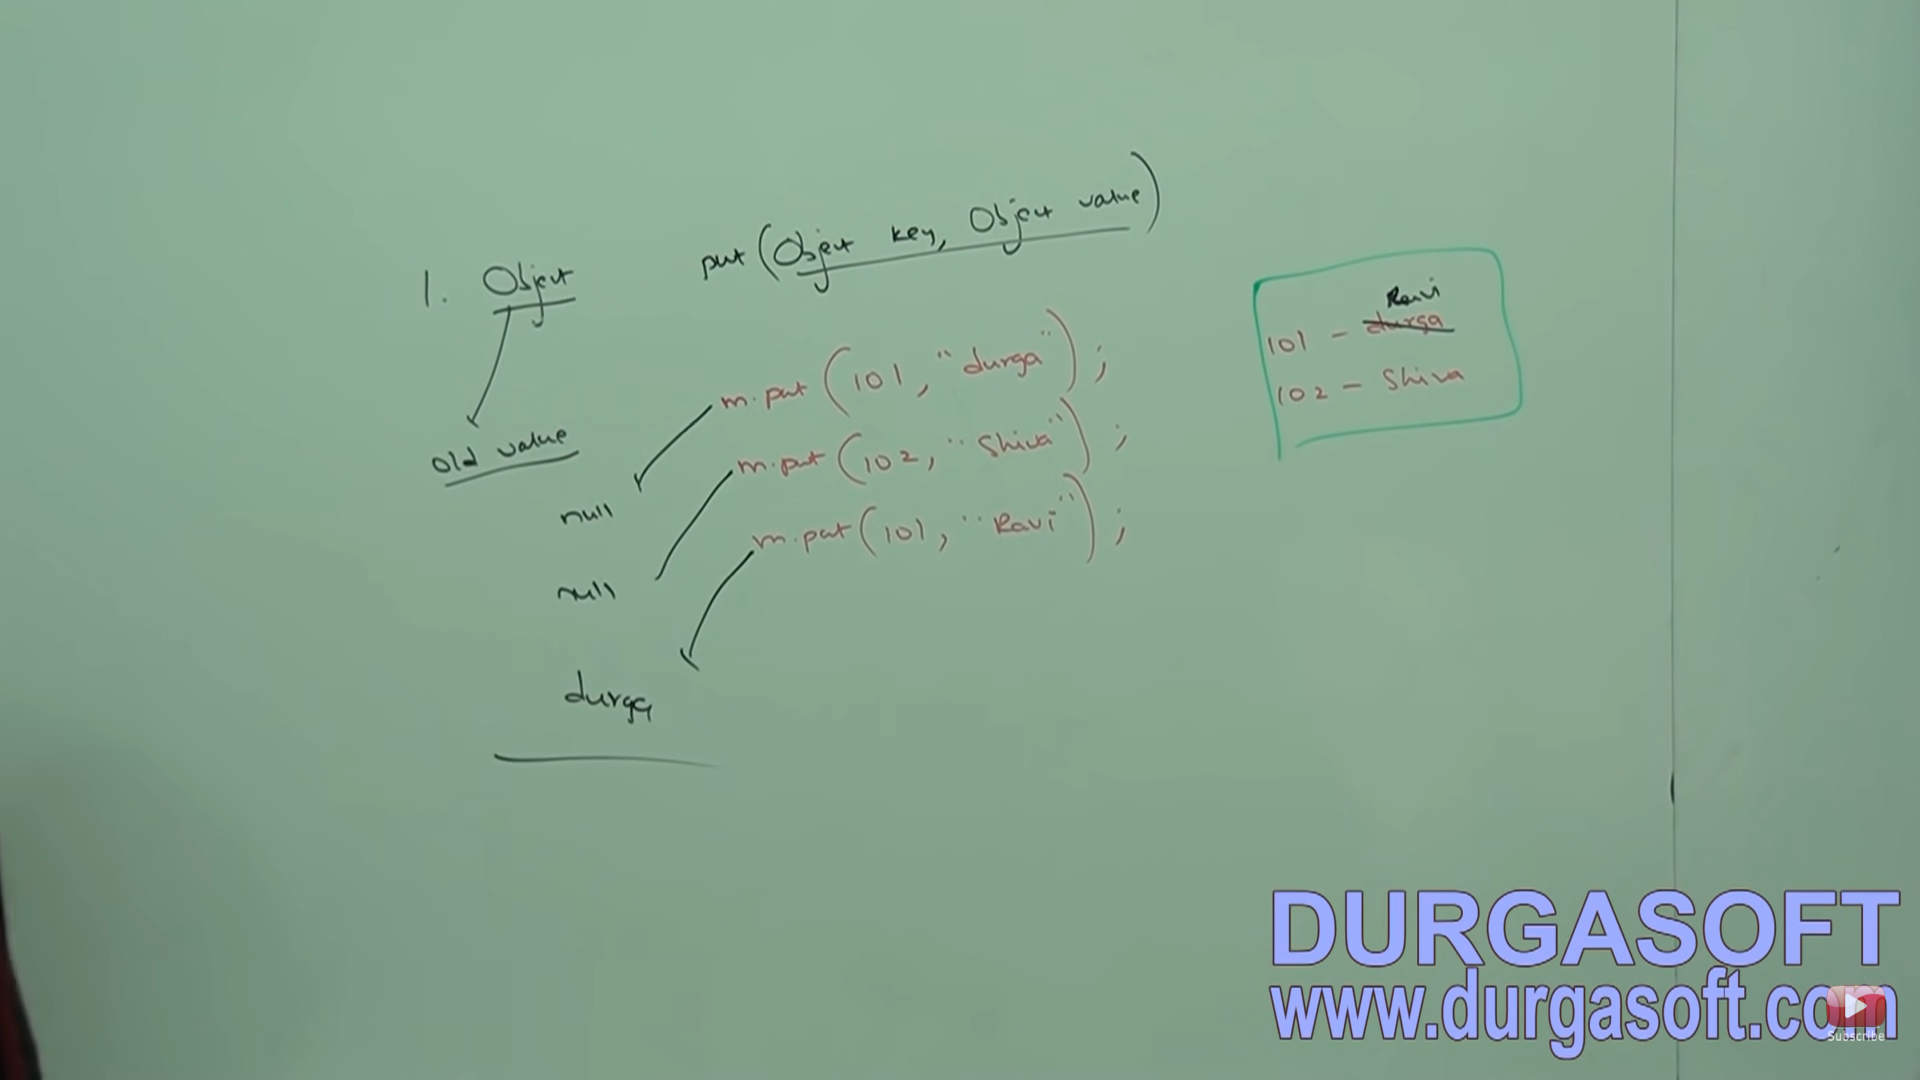 1. Object put (Object key, Object value)
old value
m.put (101, "durga");
m.put (102, "Shiva");
m.put (101, "Ravi");
null
null
durga
Ravi
101 - durga
102 - Shiva
DURGASOFT
www.durgasoft.com
Subscribe